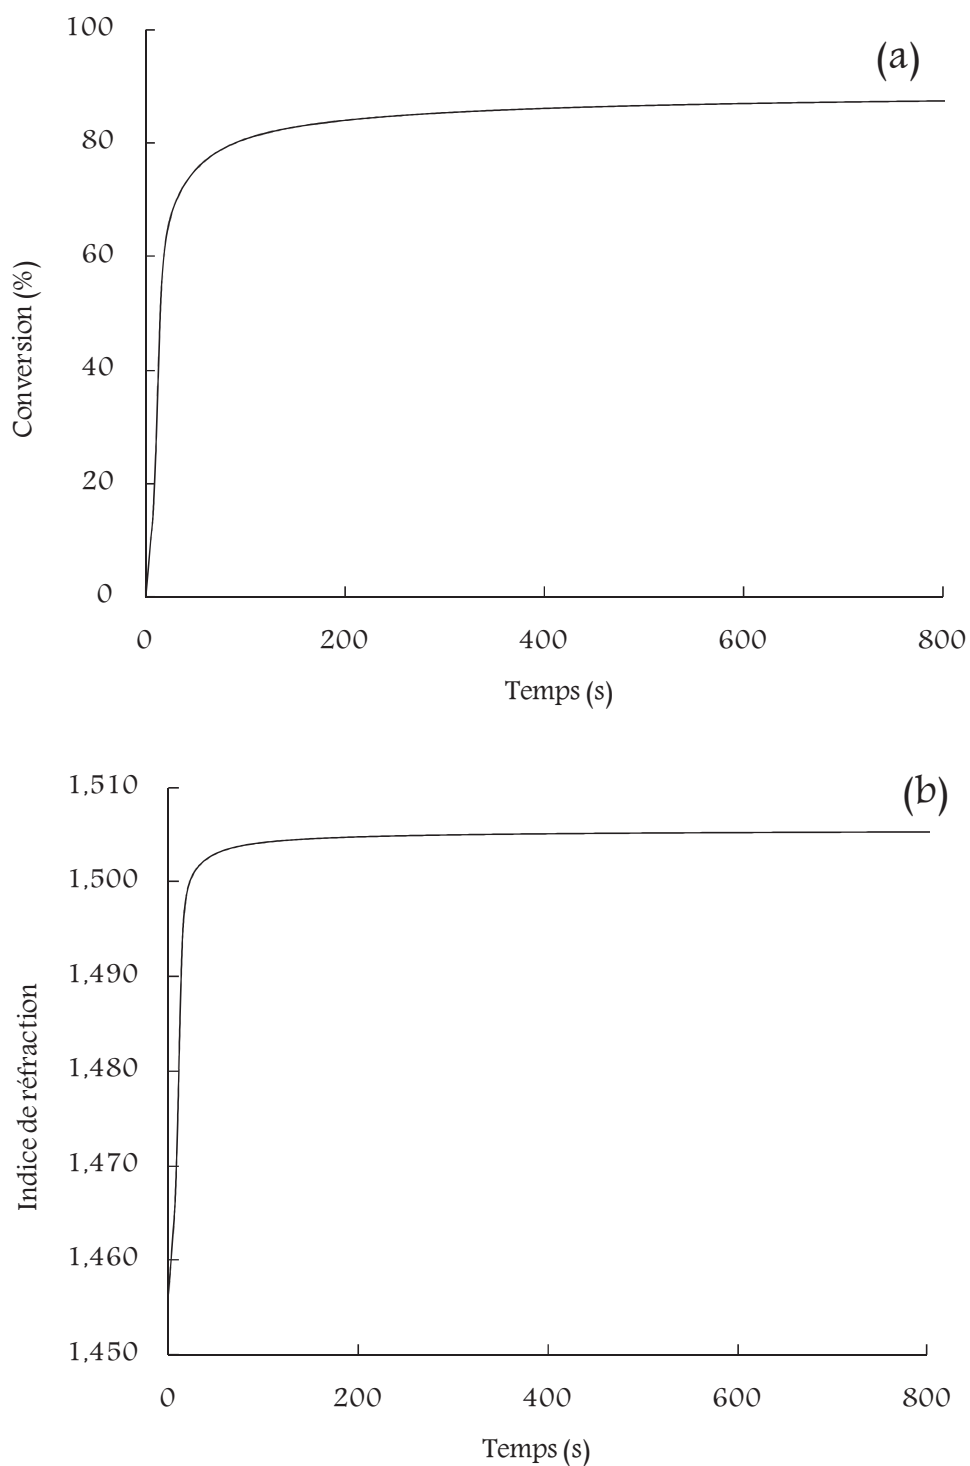 (a)
100
80
60
40
20
0
Conversion (%)
0 200 400 600 800
Temps (s)
(b)
1,510
1,500
1,490
1,480
1,470
1,460
1,450
Indice de réfraction
0 200 400 600 800
Temps (s)